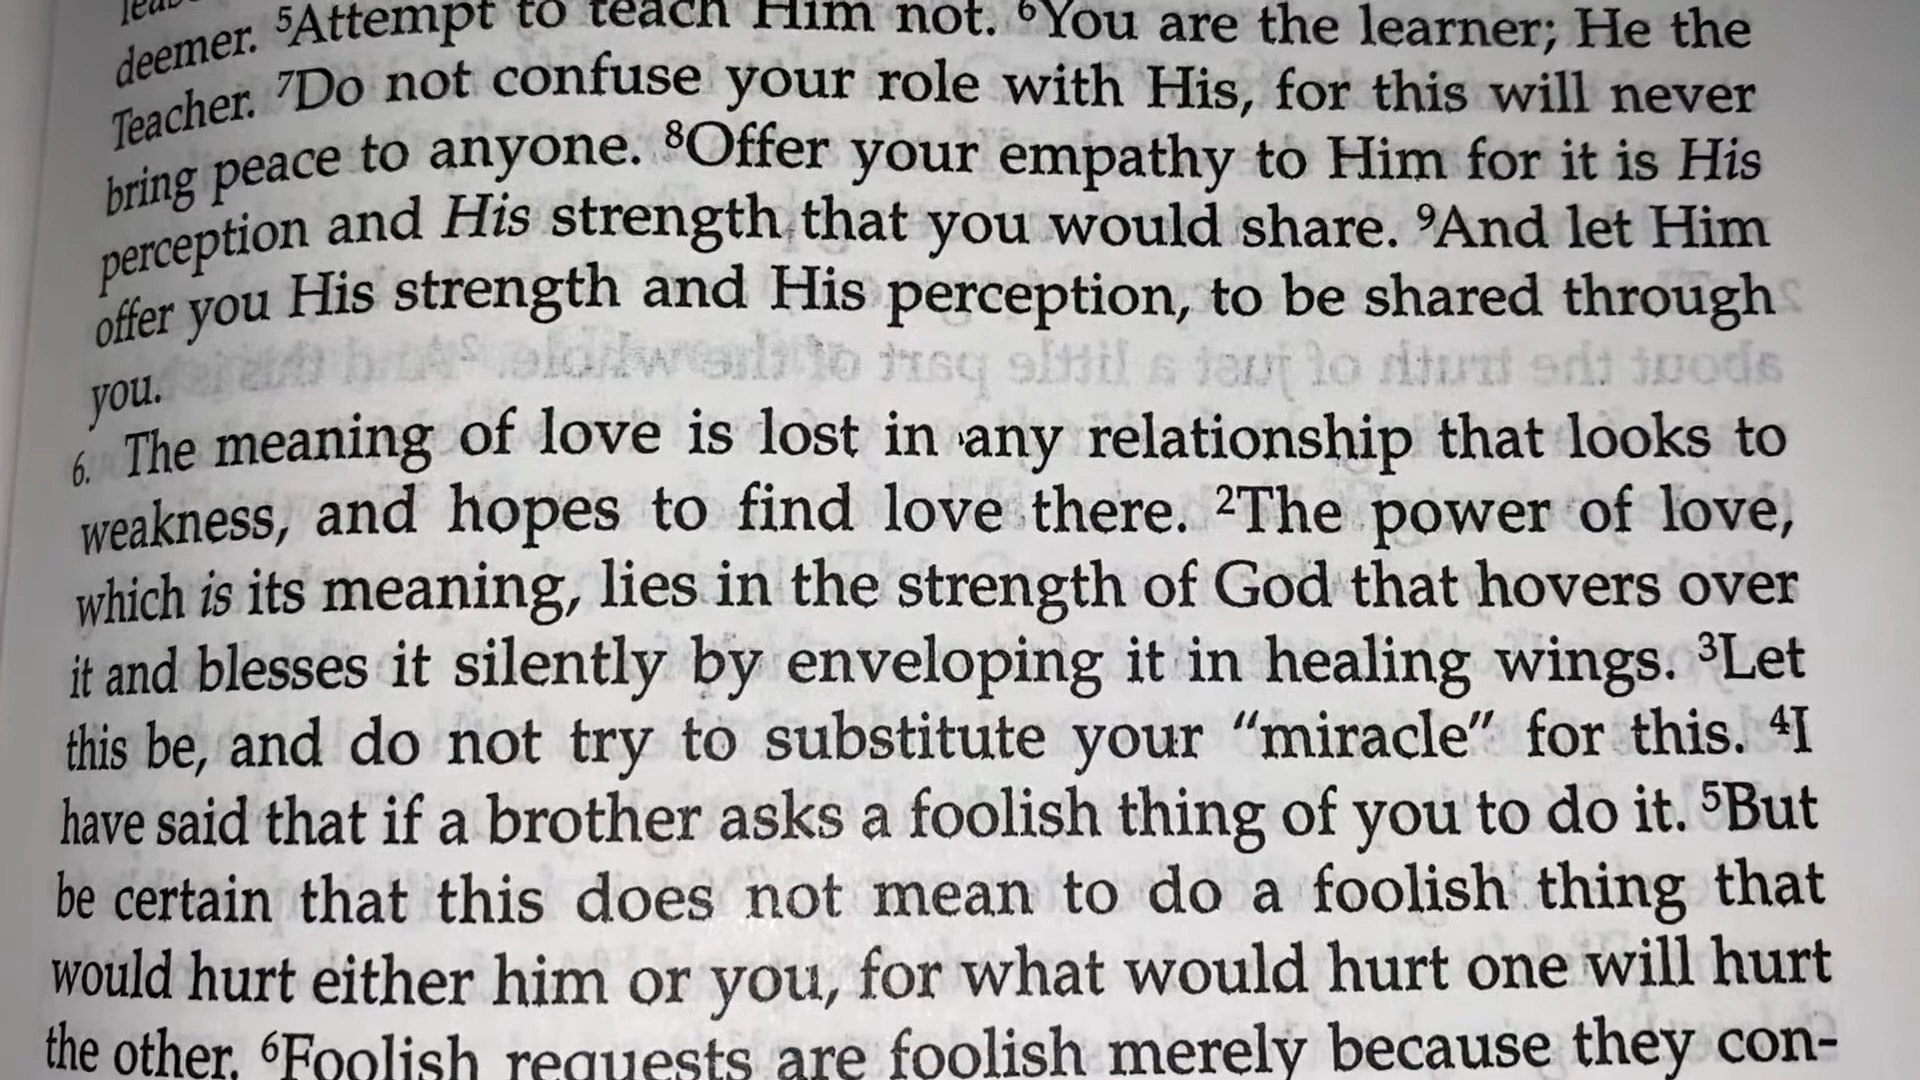 deemer. ⁵Attempt to teach Him not. ⁶You are the learner; He the
Teacher. ⁷Do not confuse your role with His, for this will never
bring peace to anyone. ⁸Offer your empathy to Him for it is His
perception and His strength that you would share. ⁹And let Him
offer you His strength and His perception, to be shared through
you.
6. The meaning of love is lost in any relationship that looks to
weakness, and hopes to find love there. ²The power of love,
which is its meaning, lies in the strength of God that hovers over
it and blesses it silently by enveloping it in healing wings. ³Let
this be, and do not try to substitute your “miracle” for this. ⁴I
have said that if a brother asks a foolish thing of you to do it. ⁵But
be certain that this does not mean to do a foolish thing that
would hurt either him or you, for what would hurt one will hurt
the other. ⁶Foolish requests are foolish merely because they con-